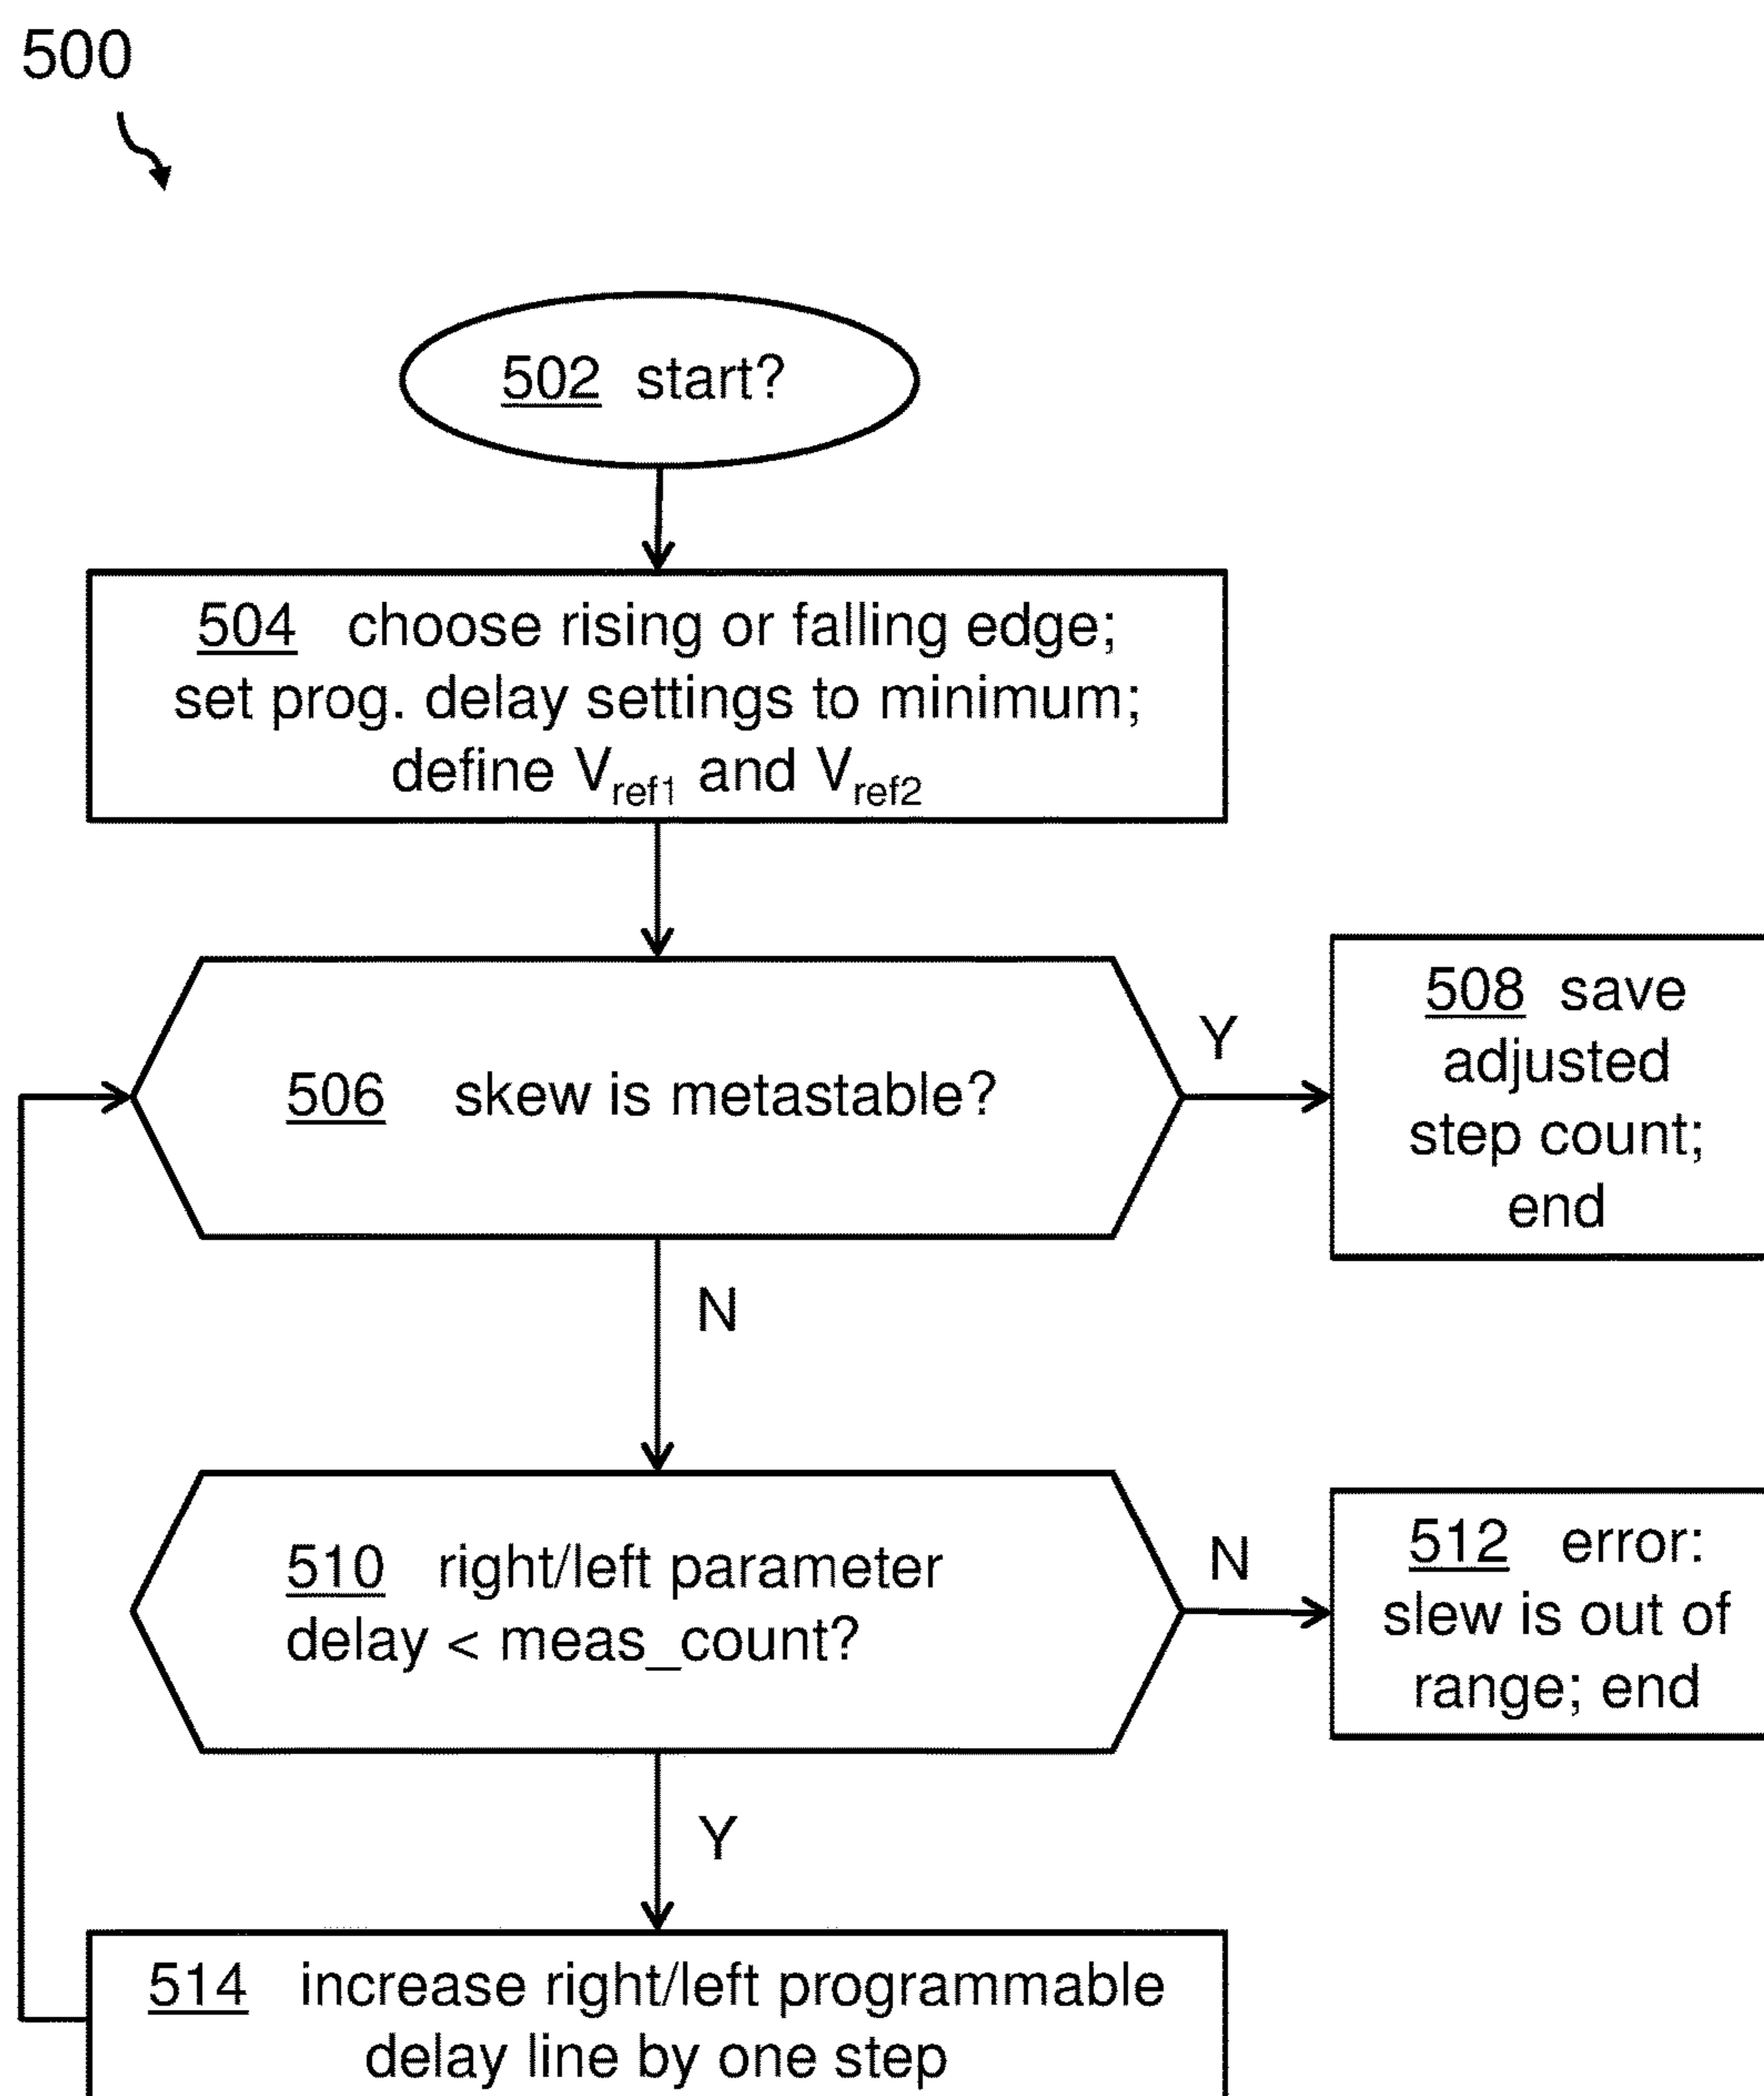 500
502 start?
504 choose rising or falling edge;
set prog. delay settings to minimum;
define Vref1 and Vref2
506 skew is metastable?
Y
508 save
adjusted
step count;
end
N
510 right/left parameter
delay < meas_count?
N
512 error:
slew is out of
range; end
Y
514 increase right/left programmable
delay line by one step